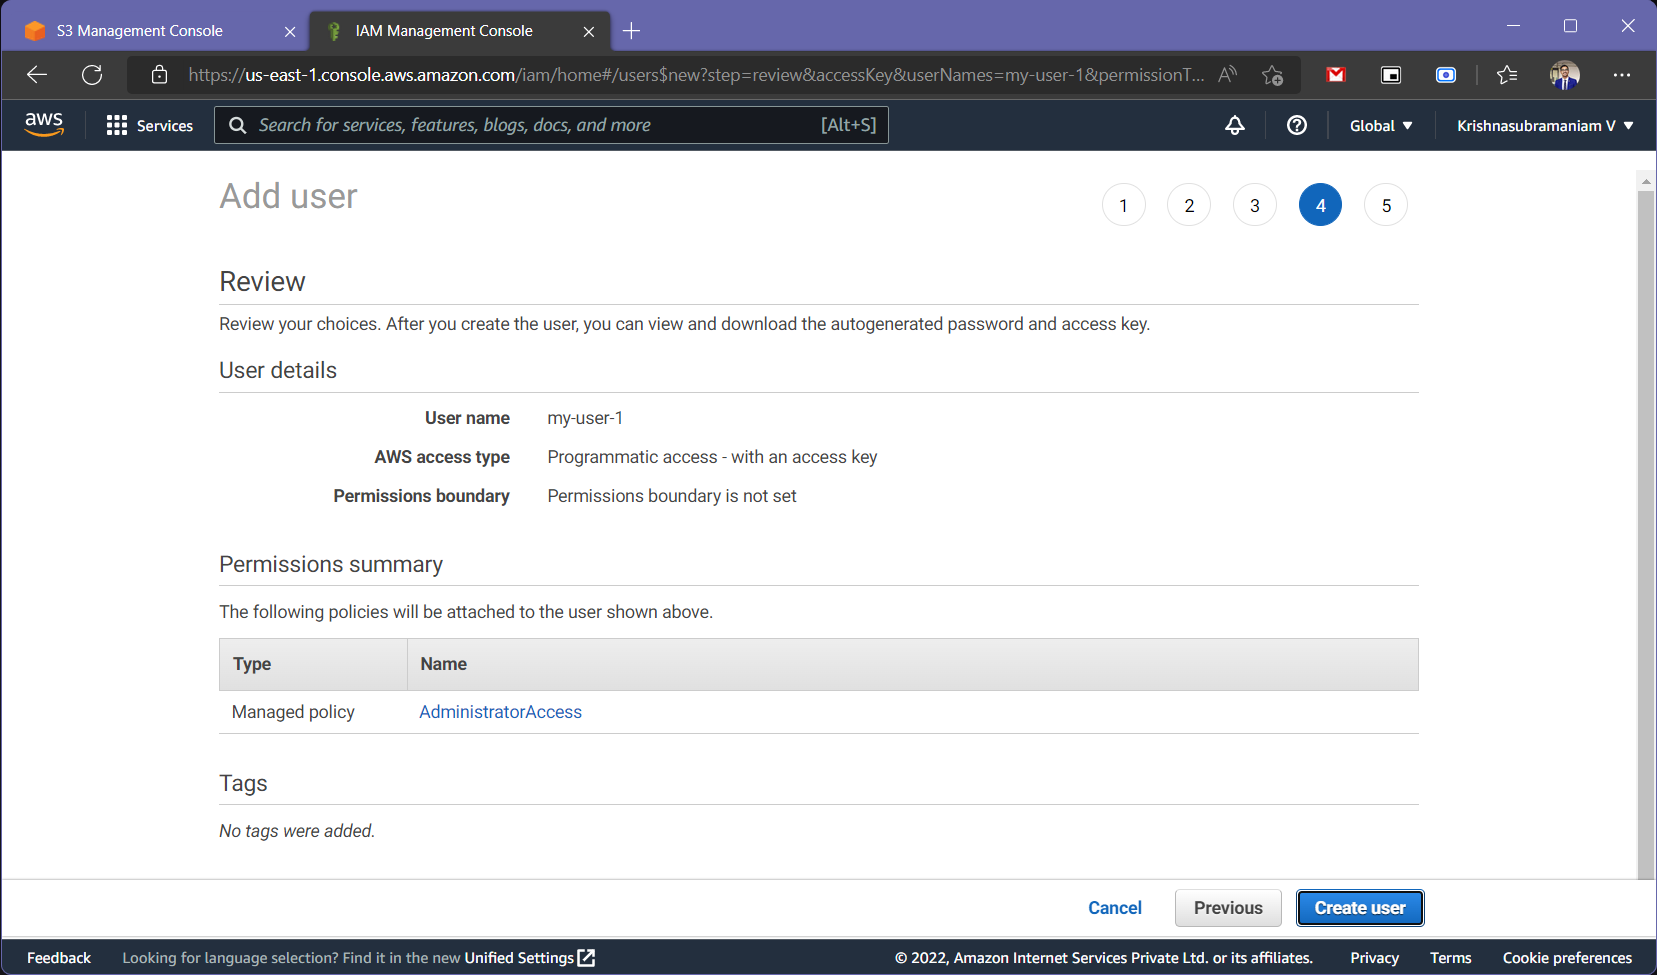 S3 Management Console
IAM Management Console
https://us-east-1.console.aws.amazon.com/iam/home#/users$new?step=review&accessKey&userNames=my-user-1&permissionT...
aws
Services
Search for services, features, blogs, docs, and more
[Alt+S]
Global
Krishnasubramaniam V
Add user
1 2 3 4 5
Review
Review your choices. After you create the user, you can view and download the autogenerated password and access key.
User details
User name my-user-1
AWS access type Programmatic access - with an access key
Permissions boundary Permissions boundary is not set
Permissions summary
The following policies will be attached to the user shown above.
Type Name
Managed policy AdministratorAccess
Tags
No tags were added.
Cancel Previous Create user
Feedback Looking for language selection? Find it in the new Unified Settings © 2022, Amazon Internet Services Private Ltd. or its affiliates. Privacy Terms Cookie preferences